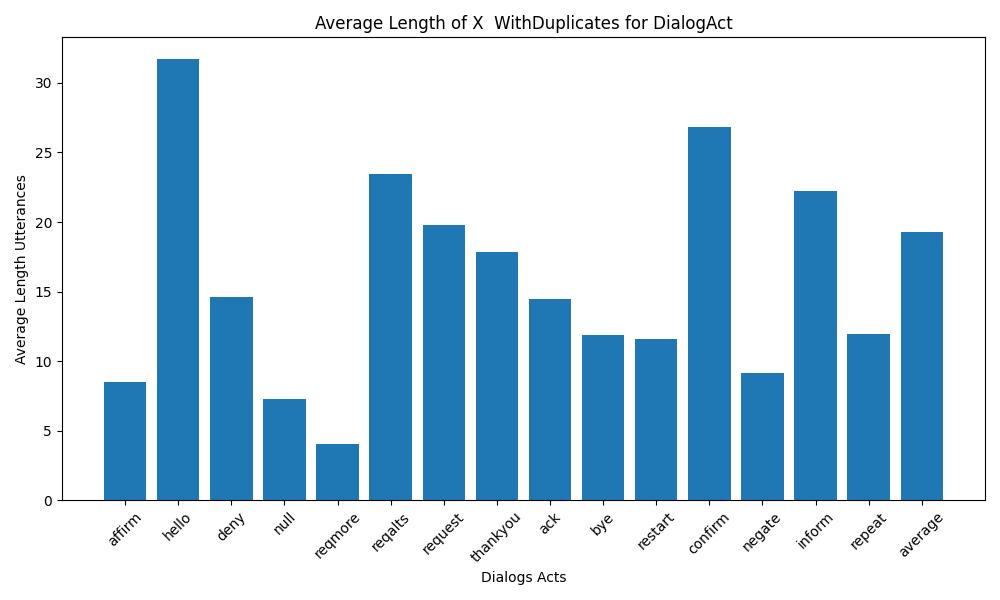 Average Length of X  WithDuplicates for DialogAct
Average Length Utterances
30
25
20
15
10
5
0
affirm
hello
deny
null
reqmore
reqalts
request
thankyou
ack
bye
restart
confirm
negate
inform
repeat
average
Dialogs Acts